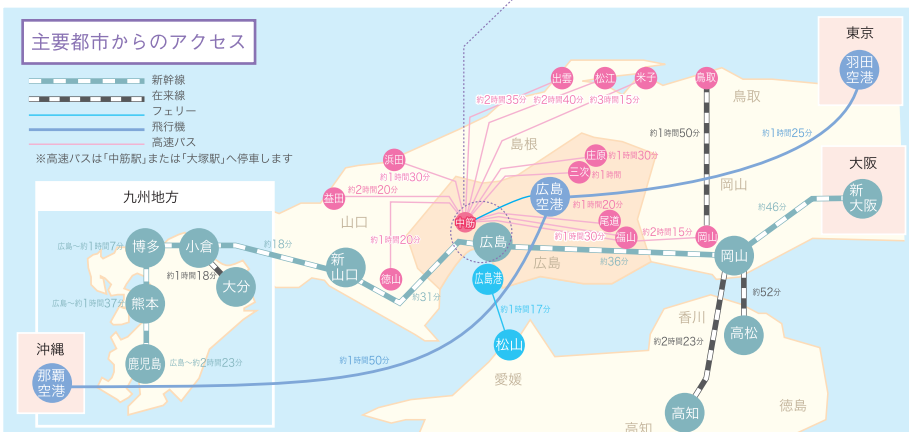 主要都市からのアクセス
新幹線
在来線
フェリー
飛行機
高速バス
※高速バスは「中筋駅」または「大塚駅」へ停車します
東京
羽田
空港
約1時間25分
大阪
新
大阪
約46分
出雲
松江
米子
鳥取
鳥取
約2時間35分
約2時間40分
約3時間15分
約1時間50分
島根
浜田
約1時間30分
益田
約2時間20分
庄原
約1時間30分
三次
約1時間
岡山
広島
空港
約1時間20分
尾道
中筋
約1時間30分
福山
約2時間15分
岡山
山口
約1時間20分
徳山
広島
広島
約36分
岡山
九州地方
博多
小倉
広島～約1時間7分
約18分
新
山口
約1時間18分
大分
約31分
広島港
約1時間17分
松山
愛媛
香川
約52分
高松
約2時間23分
広島～約1時間37分
熊本
鹿児島
広島～約2時間23分
沖縄
那覇
空港
約1時間50分
高知
高知
徳島